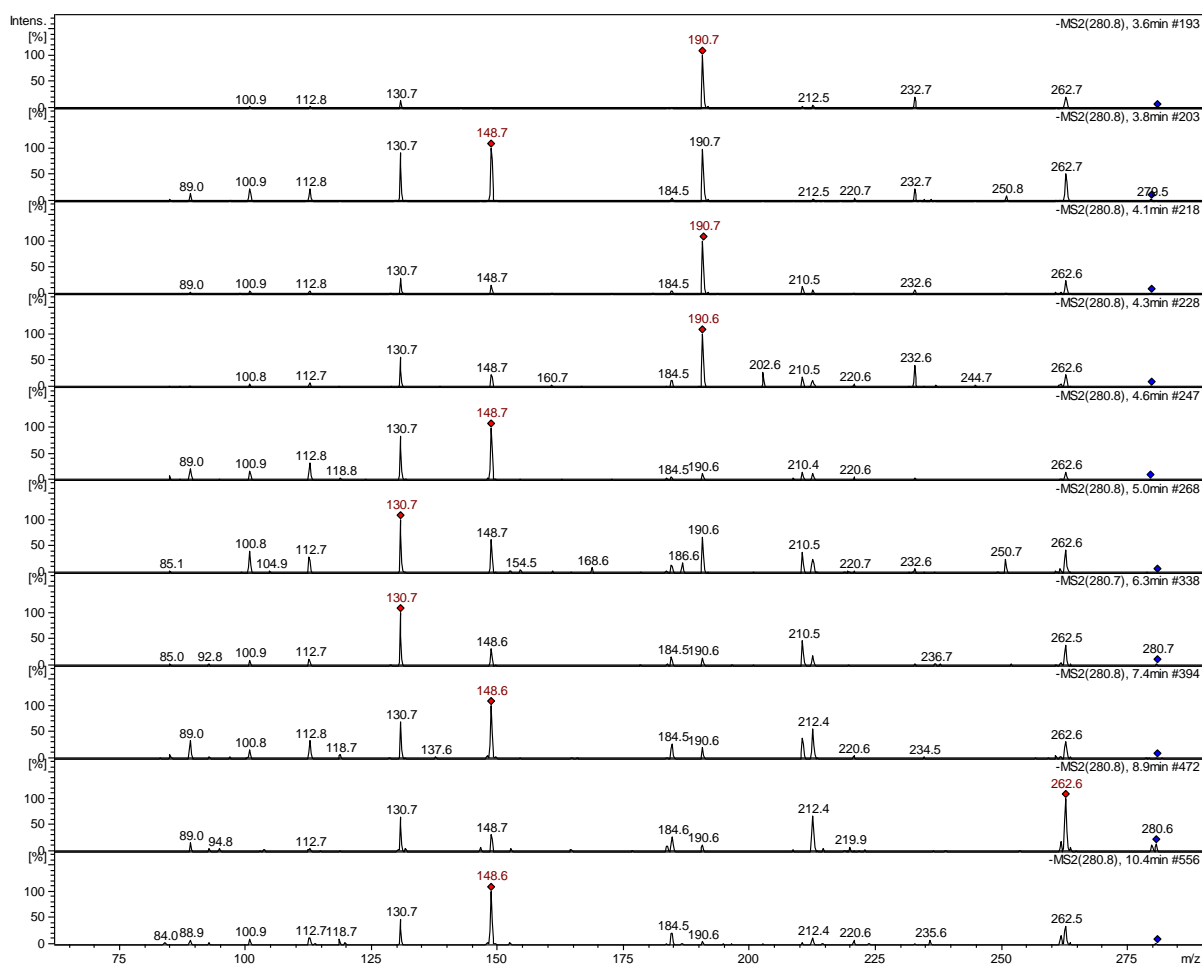 Intens.
[%]
-MS2(280.8), 3.6min #193
100
50
0
100.9 112.8 130.7 190.7 212.5 232.7 262.7
[%]
-MS2(280.8), 3.8min #203
100
50
0
89.0 100.9 112.8 130.7 148.7 184.5 190.7 212.5 220.7 232.7 250.8 262.7 279.5
[%]
-MS2(280.8), 4.1min #218
100
50
0
89.0 100.9 112.8 130.7 148.7 184.5 190.7 210.5 232.6 262.6
[%]
-MS2(280.8), 4.3min #228
100
50
0
100.8 112.7 130.7 148.7 160.7 184.5 190.6 202.6 210.5 220.6 232.6 244.7 262.6
[%]
-MS2(280.8), 4.6min #247
100
50
0
89.0 100.9 112.8 118.8 130.7 148.7 184.5 190.6 210.4 220.6 262.6
[%]
-MS2(280.8), 5.0min #268
100
50
0
85.1 100.8 104.9 112.7 130.7 148.7 154.5 168.6 186.6 190.6 210.5 220.7 232.6 250.7 262.6
[%]
-MS2(280.7), 6.3min #338
100
50
0
85.0 92.8 100.9 112.7 130.7 148.6 184.5 190.6 210.5 236.7 262.5 280.7
[%]
-MS2(280.8), 7.4min #394
100
50
0
89.0 100.8 112.8 118.7 130.7 137.6 148.6 184.5 190.6 212.4 220.6 234.5 262.6
[%]
-MS2(280.8), 8.9min #472
100
50
0
89.0 94.8 112.7 130.7 148.7 184.6 190.6 212.4 219.9 262.6 280.6
[%]
-MS2(280.8), 10.4min #556
100
50
0
84.0 88.9 100.9 112.7 118.7 130.7 148.6 184.5 190.6 212.4 220.6 235.6 262.5
75 100 125 150 175 200 225 250 275 m/z